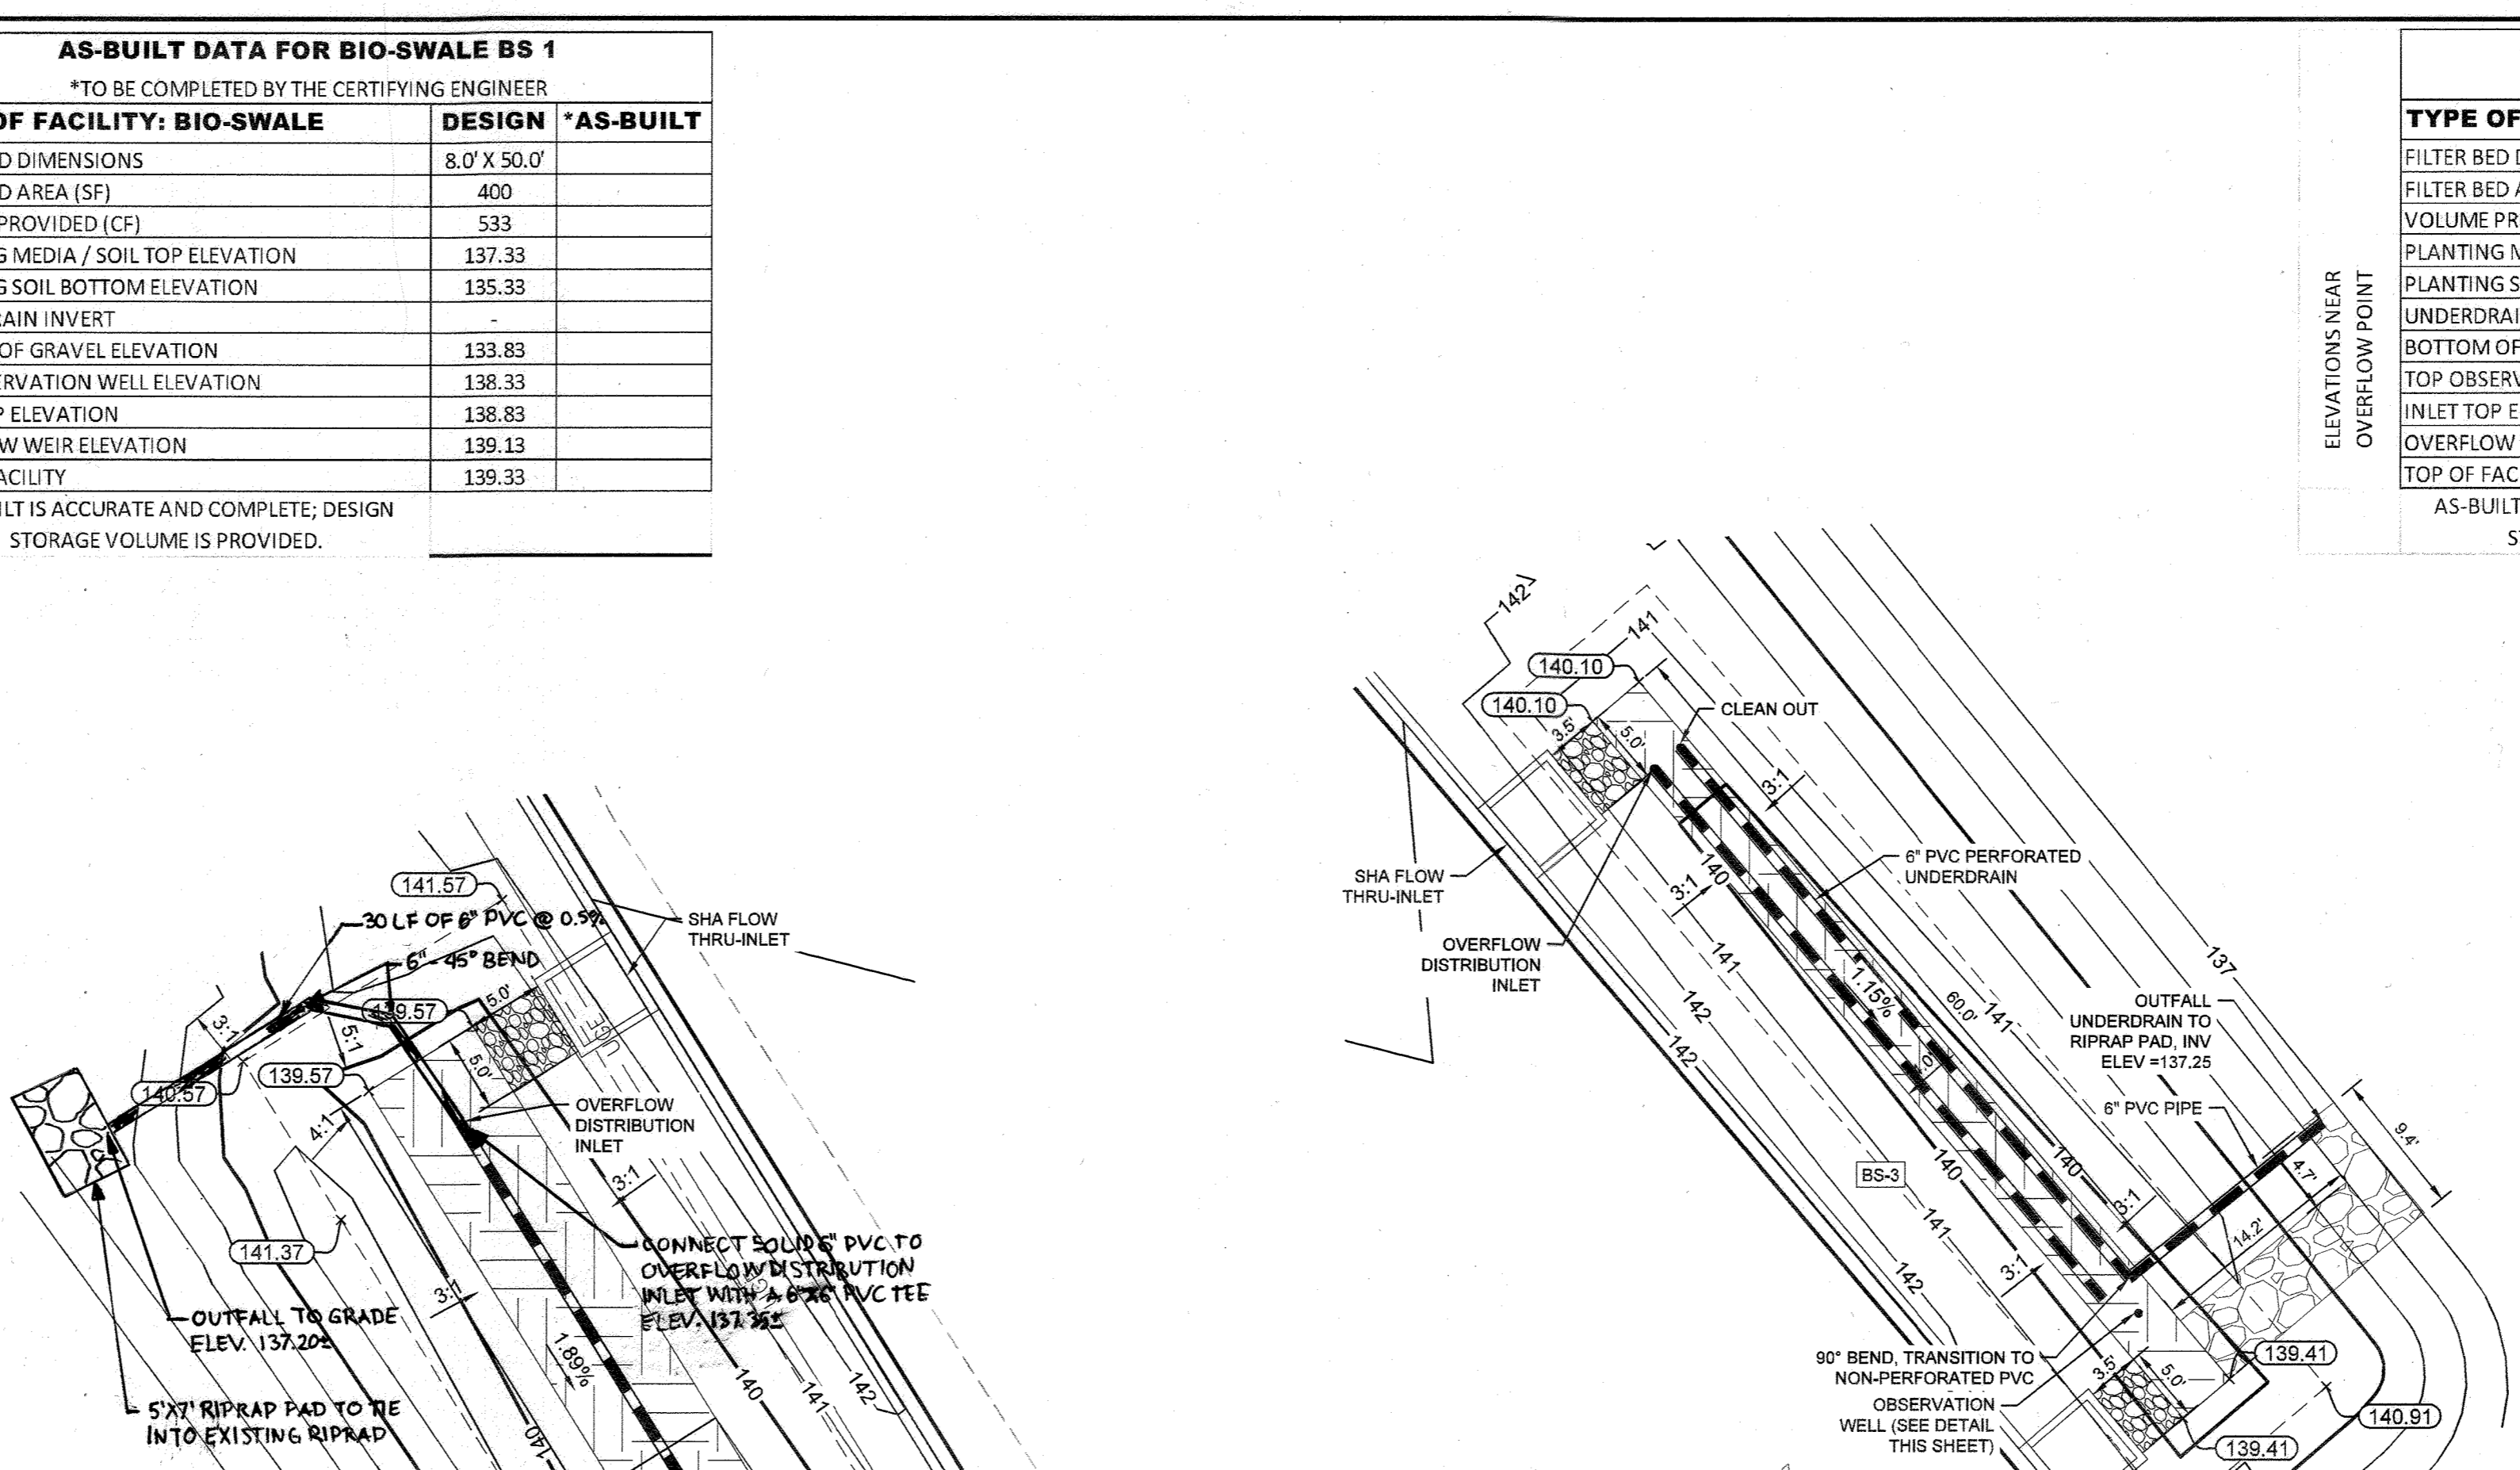 AS-BUILT DATA FOR BIO-SWALE BS 1
*TO BE COMPLETED BY THE CERTIFYING ENGINEER
OF FACILITY: BIO-SWALE DESIGN *AS-BUILT
D DIMENSIONS 8.0' X 50.0'
D AREA (SF) 400
PROVIDED (CF) 533
G MEDIA / SOIL TOP ELEVATION 137.33
G SOIL BOTTOM ELEVATION 135.33
RAIN INVERT -
OF GRAVEL ELEVATION 133.83
ERVATION WELL ELEVATION 138.33
P ELEVATION 138.83
W WEIR ELEVATION 139.13
ACILITY 139.33
ILT IS ACCURATE AND COMPLETE; DESIGN
STORAGE VOLUME IS PROVIDED.
ELEVATIONS NEAR
OVERFLOW POINT
TYPE OF
FILTER BED D
FILTER BED A
VOLUME PR
PLANTING M
PLANTING S
UNDERDRAI
BOTTOM OF
TOP OBSERV
INLET TOP E
OVERFLOW
TOP OF FAC
AS-BUILT
ST
141.57
30 LF OF 6" PVC @ 0.5%
6"-45° BEND
SHA FLOW
THRU-INLET
139.57
5.0'
3:1
5:1
5.0'
139.57
140.57
4:1
OVERFLOW
DISTRIBUTION
INLET
3:1
141.37
CONNECT SOLID 6" PVC TO
OVERFLOW DISTRIBUTION
INLET WITH A 6"X6" PVC TEE
ELEV. 137.35±
3:1
OUTFALL TO GRADE
ELEV. 137.20±
1.89%
140
141
142
5'X7' RIPRAP PAD TO TIE
INTO EXISTING RIPRAP
140
142
141
140.10
140.10
CLEAN OUT
3.5'
5.0'
3:1
SHA FLOW
THRU-INLET
140
3:1
6" PVC PERFORATED
UNDERDRAIN
OVERFLOW
DISTRIBUTION
INLET
141
137
1.15%
60.0'
141
142
142
OUTFALL
UNDERDRAIN TO
RIPRAP PAD, INV
ELEV =137.25
6" PVC PIPE
9.4'
4.7'
BS-3
140
140
3:1
14.2'
141
3:1
142
90° BEND, TRANSITION TO
NON-PERFORATED PVC
139.41
3.5'
5.0'
OBSERVATION
WELL (SEE DETAIL
THIS SHEET)
140.91
139.41